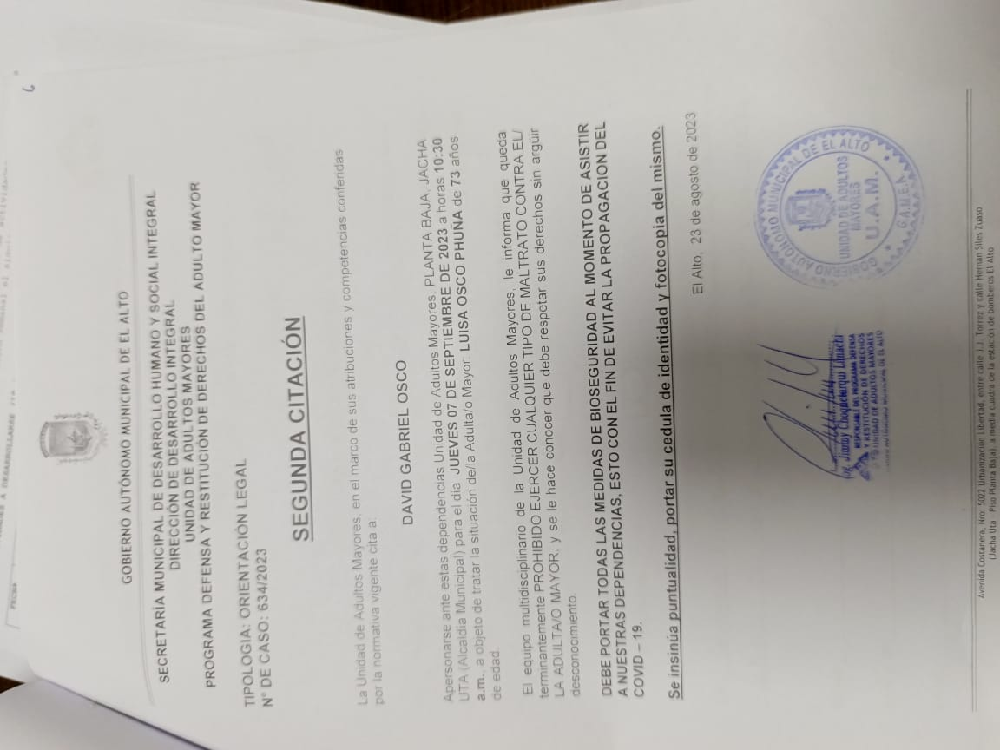 6
GOBIERNO AUTÓNOMO MUNICIPAL DE EL ALTO
SECRETARÍA MUNICIPAL DE DESARROLLO HUMANO Y SOCIAL INTEGRAL
DIRECCIÓN DE DESARROLLO INTEGRAL
UNIDAD DE ADULTOS MAYORES
PROGRAMA DEFENSA Y RESTITUCIÓN DE DERECHOS DEL ADULTO MAYOR
TIPOLOGIA: ORIENTACIÓN LEGAL
N° DE CASO: 634/2023
SEGUNDA CITACIÓN
La Unidad de Adultos Mayores, en el marco de sus atribuciones y competencias conferidas
por la normativa vigente cita a:
DAVID GABRIEL OSCO
Apersonarse ante estas dependencias Unidad de Adultos Mayores, PLANTA BAJA, JACHA
UTA (Alcaldía Municipal) para el día JUEVES 07 DE SEPTIEMBRE DE 2023 a horas 10:30
a.m., a objeto de tratar la situación de/la Adulta/o Mayor: LUISA OSCO PHUÑA de 73 años
de edad.
El equipo multidisciplinario de la Unidad de Adultos Mayores, le informa que queda
terminantemente PROHIBIDO EJERCER CUALQUIER TIPO DE MALTRATO CONTRA EL/
LA ADULTA/O MAYOR, y se le hace conocer que debe respetar sus derechos sin argüir
desconocimiento.
DEBE PORTAR TODAS LAS MEDIDAS DE BIOSEGURIDAD AL MOMENTO DE ASISTIR
A NUESTRAS DEPENDENCIAS, ESTO CON EL FIN DE EVITAR LA PROPAGACION DEL
COVID – 19.
Se insinúa puntualidad, portar su cedula de identidad y fotocopia del mismo.
El Alto, 23 de agosto de 2023
Jimmy Choquetarqui
RESPONSABLE DEL PROGRAMA DEFENSA
Y RESTITUCIÓN DE DERECHOS
UNIDAD DE ADULTOS MAYORES
GOBIERNO AUTÓNOMO MUNICIPAL DE EL ALTO
UNIDAD DE ADULTOS
MAYORES
U.A.M.
G.A.M.E.A.
Avenida Costanera, Nro: 5022 Urbanización Libertad, entre calle J.J. Torrez y calle Hernan Siles Zuaso
(Jacha Uta Piso Planta Baja), a media cuadra de la estación de bomberos El Alto